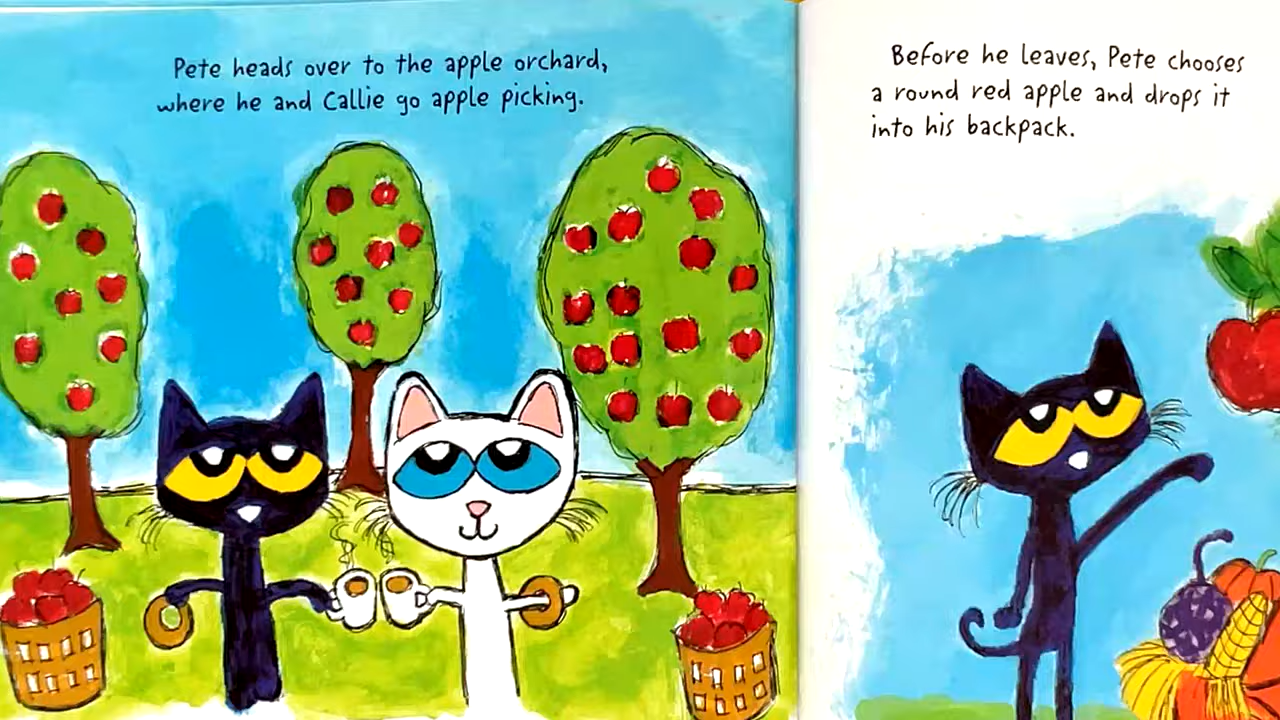 Pete heads over to the apple orchard,
where he and Callie go apple picking.
Before he leaves, Pete chooses
a round red apple and drops it
into his backpack.